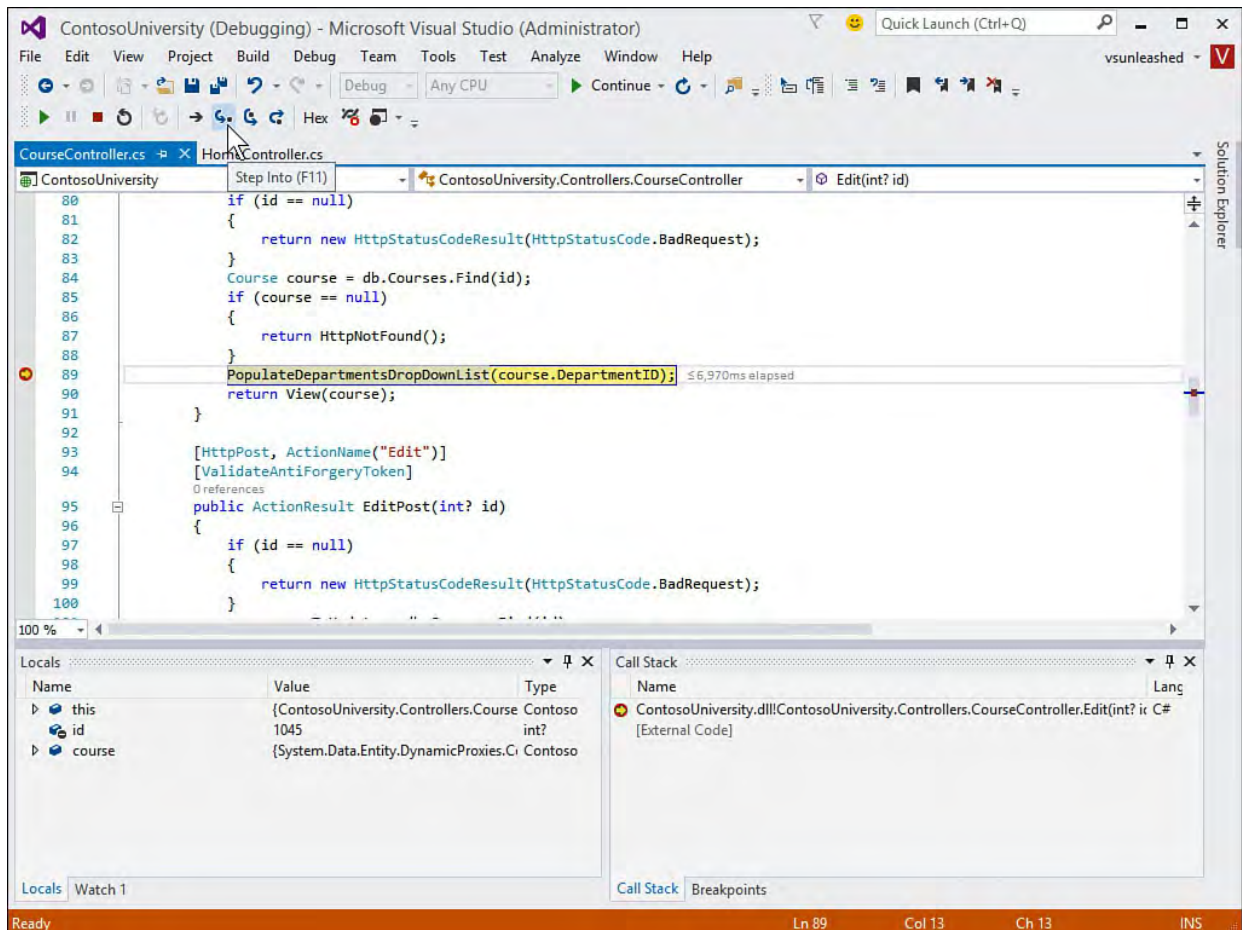 ContosoUniversity (Debugging) - Microsoft Visual Studio (Administrator)
Quick Launch (Ctrl+Q)
File Edit View Project Build Debug Team Tools Test Analyze Window Help
vsunleashed
V
Debug
Any CPU
Continue
Hex
CourseController.cs
HomeController.cs
Step Into (F11)
ContosoUniversity
ContosoUniversity.Controllers.CourseController
Edit(int? id)
Solution Explorer
80 if (id == null)
81 {
82 return new HttpStatusCodeResult(HttpStatusCode.BadRequest);
83 }
84 Course course = db.Courses.Find(id);
85 if (course == null)
86 {
87 return HttpNotFound();
88 }
89 PopulateDepartmentsDropDownList(course.DepartmentID); ≤6,970ms elapsed
90 return View(course);
91 }
92
93 [HttpPost, ActionName("Edit")]
94 [ValidateAntiForgeryToken]
0 references
95 public ActionResult EditPost(int? id)
96 {
97 if (id == null)
98 {
99 return new HttpStatusCodeResult(HttpStatusCode.BadRequest);
100 }
100 %
Locals
Name Value Type
this {ContosoUniversity.Controllers.Course Contoso
id 1045 int?
course {System.Data.Entity.DynamicProxies.C Contoso
Locals Watch 1
Call Stack
Name Lang
ContosoUniversity.dll!ContosoUniversity.Controllers.CourseController.Edit(int? ic C#
[External Code]
Call Stack Breakpoints
Ready Ln 89 Col 13 Ch 13 INS